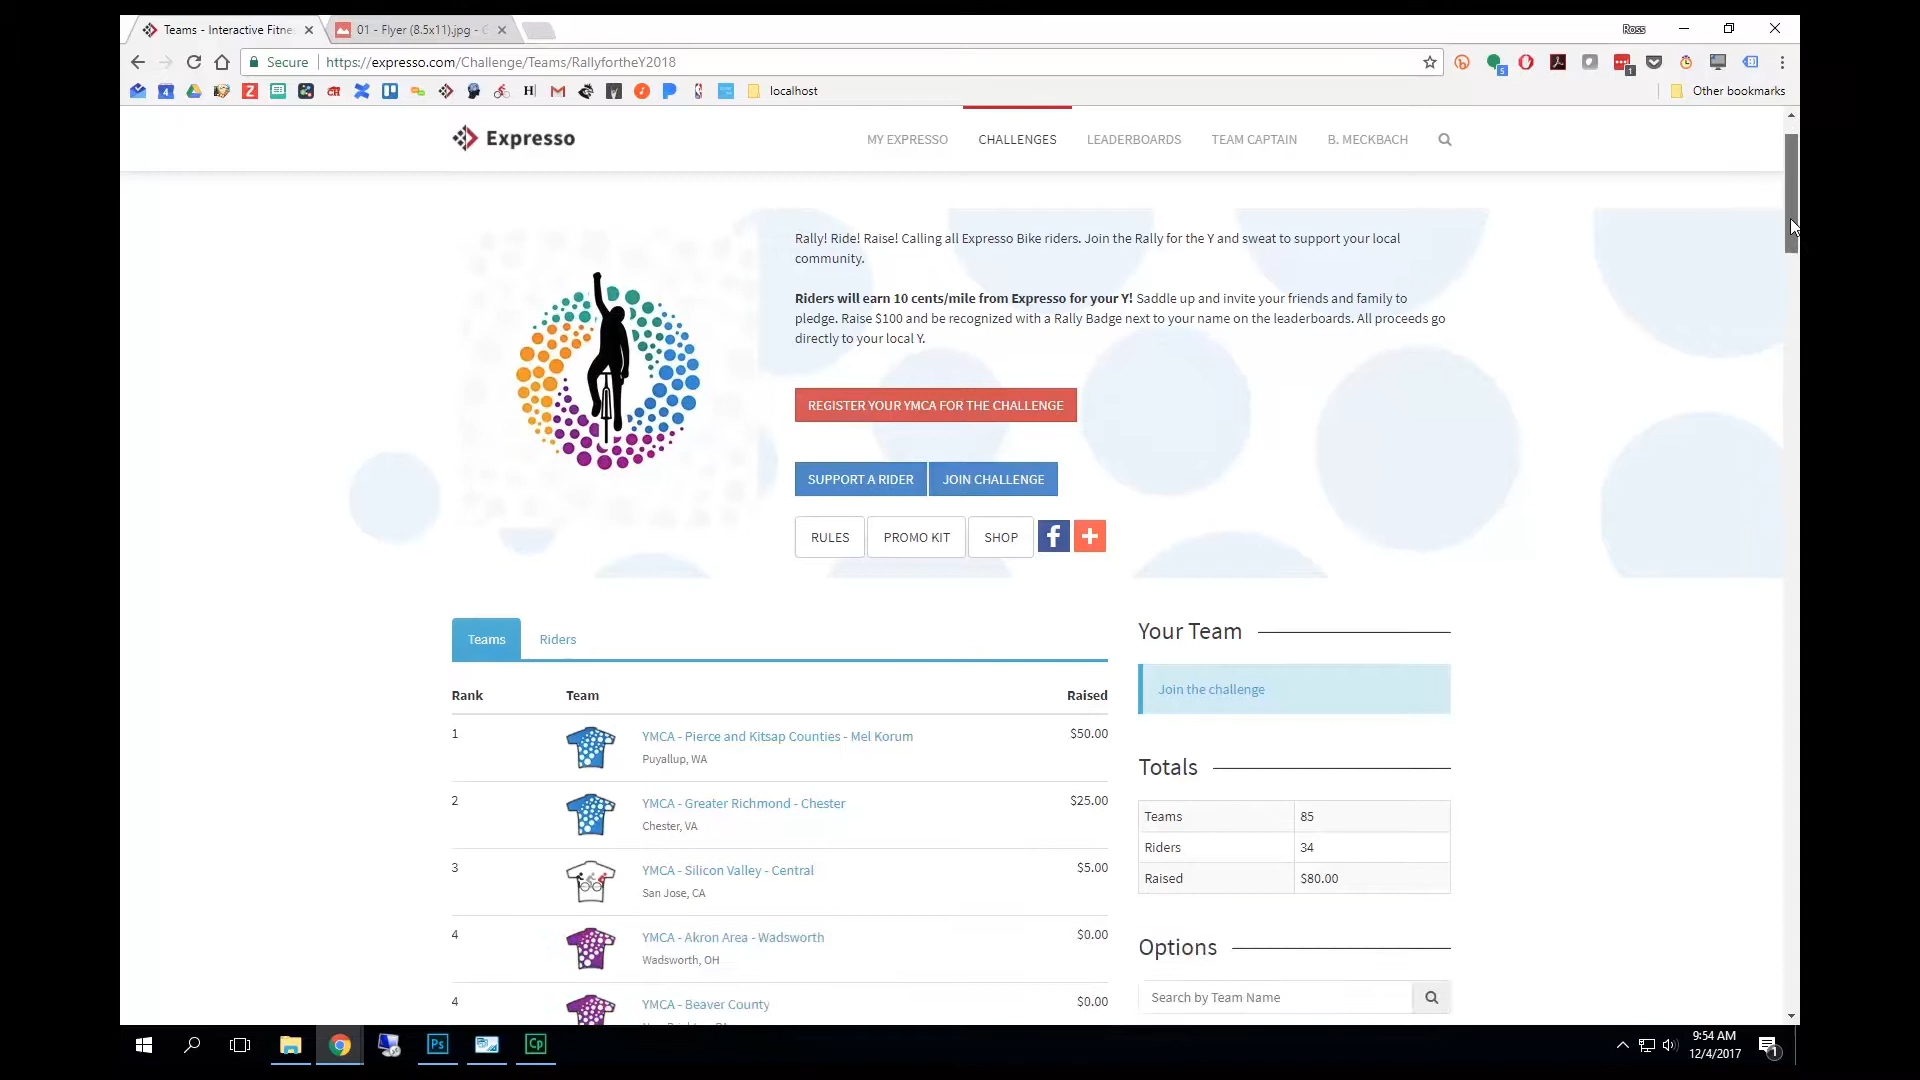 Teams - Interactive Fitne
01 - Flyer (8.5x11).jpg - G
Ross
Secure
https://expresso.com/Challenge/Teams/RallyfortheY2018
localhost
Other bookmarks
Expresso
MY EXPRESSO
CHALLENGES
LEADERBOARDS
TEAM CAPTAIN
B. MECKBACH
Rally! Ride! Raise! Calling all Expresso Bike riders. Join the Rally for the Y and sweat to support your local
community.
Riders will earn 10 cents/mile from Expresso for your Y! Saddle up and invite your friends and family to
pledge. Raise $100 and be recognized with a Rally Badge next to your name on the leaderboards. All proceeds go
directly to your local Y.
REGISTER YOUR YMCA FOR THE CHALLENGE
SUPPORT A RIDER
JOIN CHALLENGE
RULES
PROMO KIT
SHOP
Teams
Riders
Rank Team Raised
1 YMCA - Pierce and Kitsap Counties - Mel Korum $50.00
Puyallup, WA
2 YMCA - Greater Richmond - Chester $25.00
Chester, VA
3 YMCA - Silicon Valley - Central $5.00
San Jose, CA
4 YMCA - Akron Area - Wadsworth $0.00
Wadsworth, OH
4 YMCA - Beaver County $0.00
Your Team
Join the challenge
Totals
Teams 85
Riders 34
Raised $80.00
Options
Search by Team Name
Ps
Cp
9:54 AM
12/4/2017
1